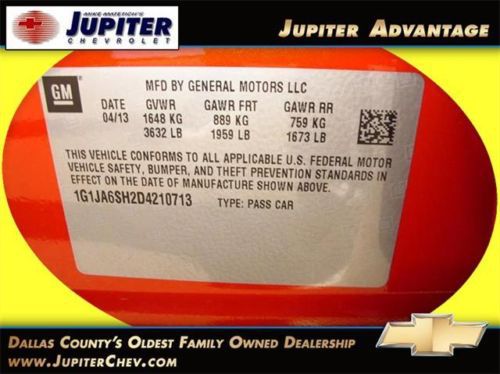 MIKE AMETRICH'S
JUPITER
CHEVROLET
JUPITER ADVANTAGE
GM
MFD BY GENERAL MOTORS LLC
DATE GVWR GAWR FRT GAWR RR
04/13 1648 KG 889 KG 759 KG
3632 LB 1959 LB 1673 LB
THIS VEHICLE CONFORMS TO ALL APPLICABLE U.S. FEDERAL MOTOR
VEHICLE SAFETY, BUMPER, AND THEFT PREVENTION STANDARDS IN
EFFECT ON THE DATE OF MANUFACTURE SHOWN ABOVE.
1G1JA6SH2D4210713 TYPE: PASS CAR
DALLAS COUNTY'S OLDEST FAMILY OWNED DEALERSHIP
WWW.JUPITERCHEV.COM